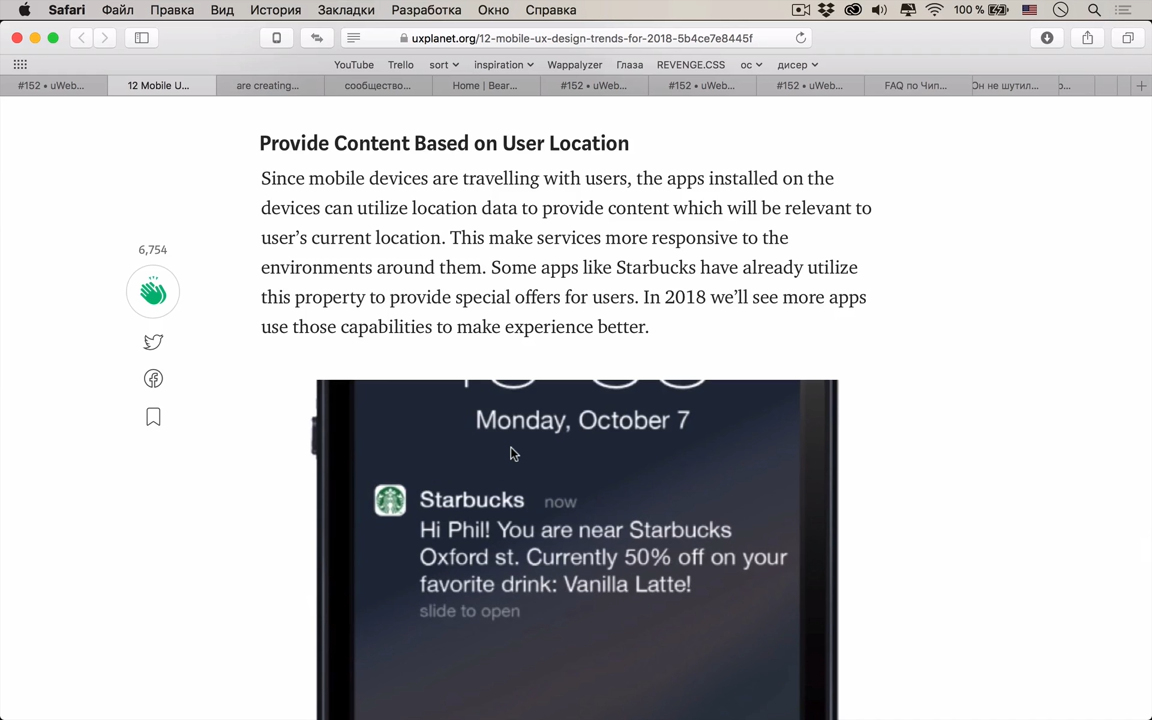 Safari Файл Правка Вид История Закладки Разработка Окно Справка 100 %
uxplanet.org/12-mobile-ux-design-trends-for-2018-5b4ce7e8445f
YouTube Trello sort inspiration Wappalyzer Глаза REVENGE.CSS ос дисер
#152 • uWeb... 12 Mobile U... are creating... сообщество... Home | Bear... #152 • uWeb... #152 • uWeb... #152 • uWeb... FAQ по Чип... Он не шутил...
Provide Content Based on User Location
Since mobile devices are travelling with users, the apps installed on the
devices can utilize location data to provide content which will be relevant to
user’s current location. This make services more responsive to the
environments around them. Some apps like Starbucks have already utilize
this property to provide special offers for users. In 2018 we’ll see more apps
use those capabilities to make experience better.
6,754
Monday, October 7
Starbucks now
Hi Phil! You are near Starbucks
Oxford st. Currently 50% off on your
favorite drink: Vanilla Latte!
slide to open